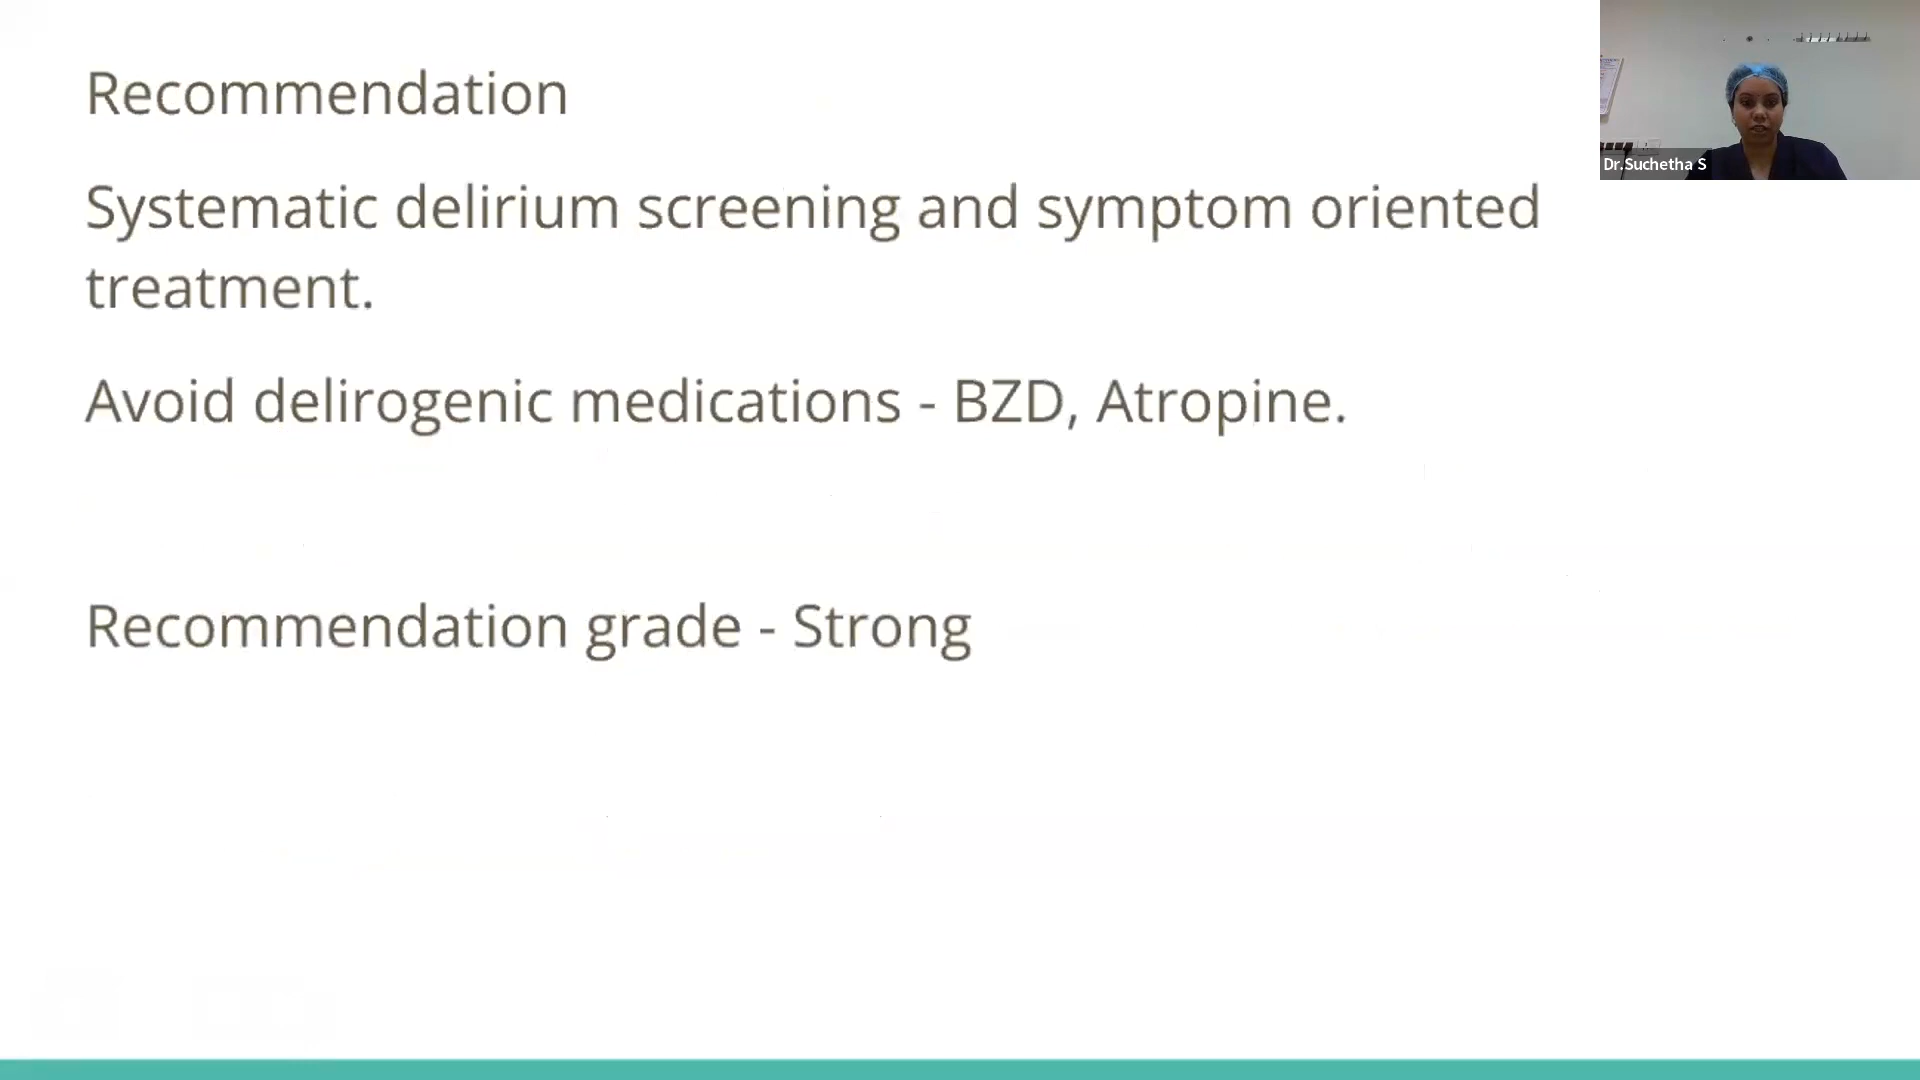 Recommendation
Systematic delirium screening and symptom oriented
treatment.
Avoid delirogenic medications - BZD, Atropine.
Recommendation grade - Strong
Dr.Suchetha S